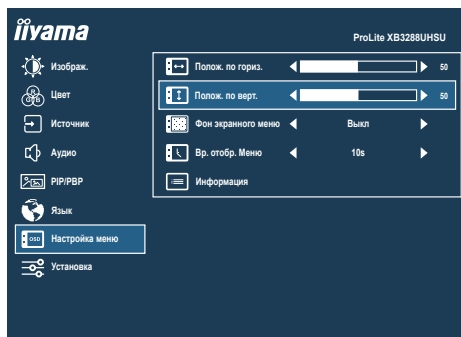 iiyama
ProLite XB3288UHSU
Изображ.
Цвет
Источник
Аудио
PIP/PBP
Язык
Настройка меню
Установка
Полож. по гориз. 50
Полож. по верт. 50
Фон экранного меню Выкл
Вр. отобр. Меню 10s
Информация
R
G B
OSD